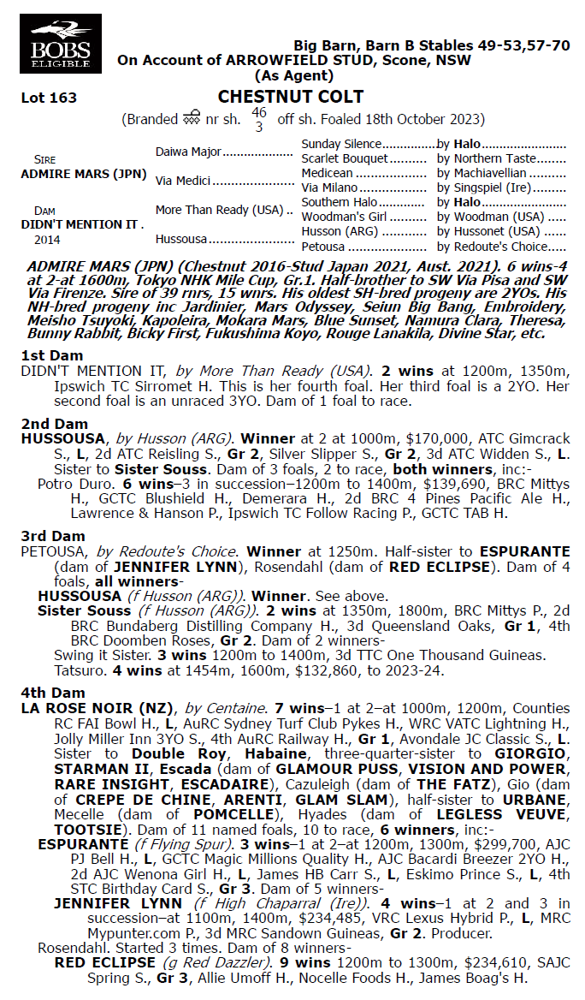 BOBS
ELIGIBLE
Big Barn, Barn B Stables 49-53,57-70
On Account of ARROWFIELD STUD, Scone, NSW
(As Agent)
Lot 163
CHESTNUT COLT
(Branded nr sh. 46/3 off sh. Foaled 18th October 2023)
SIRE
ADMIRE MARS (JPN)
DAM
DIDN'T MENTION IT .
2014
Daiwa Major....................
Via Medici .......................
More Than Ready (USA) ..
Hussousa ........................
Sunday Silence................by Halo........................
Scarlet Bouquet .......... by Northern Taste........
Medicean .................... by Machiavellian ..........
Via Milano ................... by Singspiel (Ire).........
Southern Halo............. by Halo........................
Woodman's Girl .......... by Woodman (USA) .....
Husson (ARG) ............ by Hussonet (USA) ......
Petousa ...................... by Redoute's Choice.....
ADMIRE MARS (JPN) (Chestnut 2016-Stud Japan 2021, Aust. 2021). 6 wins-4
at 2-at 1600m, Tokyo NHK Mile Cup, Gr.1. Half-brother to SW Via Pisa and SW
Via Firenze. Sire of 39 rnrs, 15 wnrs. His oldest SH-bred progeny are 2YOs. His
NH-bred progeny inc Jardinier, Mars Odyssey, Seiun Big Bang, Embroidery,
Meisho Tsuyoki, Kapoleira, Mokara Mars, Blue Sunset, Namura Clara, Theresa,
Bunny Rabbit, Bicky First, Fukushima Koyo, Rouge Lanakila, Divine Star, etc.
1st Dam
DIDN'T MENTION IT, by More Than Ready (USA). 2 wins at 1200m, 1350m,
Ipswich TC Sirromet H. This is her fourth foal. Her third foal is a 2YO. Her
second foal is an unraced 3YO. Dam of 1 foal to race.
2nd Dam
HUSSOUSA, by Husson (ARG). Winner at 2 at 1000m, $170,000, ATC Gimcrack
S., L, 2d ATC Reisling S., Gr 2, Silver Slipper S., Gr 2, 3d ATC Widden S., L.
Sister to Sister Souss. Dam of 3 foals, 2 to race, both winners, inc:-
Potro Duro. 6 wins–3 in succession–1200m to 1400m, $139,690, BRC Mittys
H., GCTC Blushield H., Demerara H., 2d BRC 4 Pines Pacific Ale H.,
Lawrence & Hanson P., Ipswich TC Follow Racing P., GCTC TAB H.
3rd Dam
PETOUSA, by Redoute's Choice. Winner at 1250m. Half-sister to ESPURANTE
(dam of JENNIFER LYNN), Rosendahl (dam of RED ECLIPSE). Dam of 4
foals, all winners-
HUSSOUSA (f Husson (ARG)). Winner. See above.
Sister Souss (f Husson (ARG)). 2 wins at 1350m, 1800m, BRC Mittys P., 2d
BRC Bundaberg Distilling Company H., 3d Queensland Oaks, Gr 1, 4th
BRC Doomben Roses, Gr 2. Dam of 2 winners-
Swing it Sister. 3 wins 1200m to 1400m, 3d TTC One Thousand Guineas.
Tatsuro. 4 wins at 1454m, 1600m, $132,860, to 2023-24.
4th Dam
LA ROSE NOIR (NZ), by Centaine. 7 wins–1 at 2–at 1000m, 1200m, Counties
RC FAI Bowl H., L, AuRC Sydney Turf Club Pykes H., WRC VATC Lightning H.,
Jolly Miller Inn 3YO S., 4th AuRC Railway H., Gr 1, Avondale JC Classic S., L.
Sister to Double Roy, Habaine, three-quarter-sister to GIORGIO,
STARMAN II, Escada (dam of GLAMOUR PUSS, VISION AND POWER,
RARE INSIGHT, ESCADAIRE), Cazuleigh (dam of THE FATZ), Gio (dam
of CREPE DE CHINE, ARENTI, GLAM SLAM), half-sister to URBANE,
Mecelle (dam of POMCELLE), Hyades (dam of LEGLESS VEUVE,
TOOTSIE). Dam of 11 named foals, 10 to race, 6 winners, inc:-
ESPURANTE (f Flying Spur). 3 wins–1 at 2–at 1200m, 1300m, $299,700, AJC
PJ Bell H., L, GCTC Magic Millions Quality H., AJC Bacardi Breezer 2YO H.,
2d AJC Wenona Girl H., L, James HB Carr S., L, Eskimo Prince S., L, 4th
STC Birthday Card S., Gr 3. Dam of 5 winners-
JENNIFER LYNN (f High Chaparral (Ire)). 4 wins–1 at 2 and 3 in
succession–at 1100m, 1400m, $234,485, VRC Lexus Hybrid P., L, MRC
Mypunter.com P., 3d MRC Sandown Guineas, Gr 2. Producer.
Rosendahl. Started 3 times. Dam of 8 winners-
RED ECLIPSE (g Red Dazzler). 9 wins 1200m to 1300m, $234,610, SAJC
Spring S., Gr 3, Allie Umoff H., Nocelle Foods H., James Boag's H.